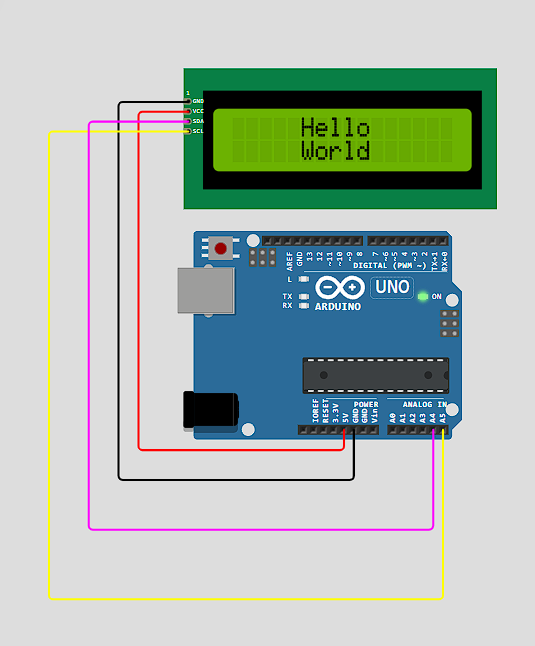 1
GND
VCC
SDA
SCL
Hello
World
AREF
GND
13
12
~11
~10
~9
8
7
~6
~5
4
~3
2
TX→1
RX←0
DIGITAL (PWM ~)
L
TX
RX
UNO
ON
ARDUINO
POWER
ANALOG IN
IOREF
RESET
3.3V
5V
GND
GND
Vin
A0
A1
A2
A3
A4
A5